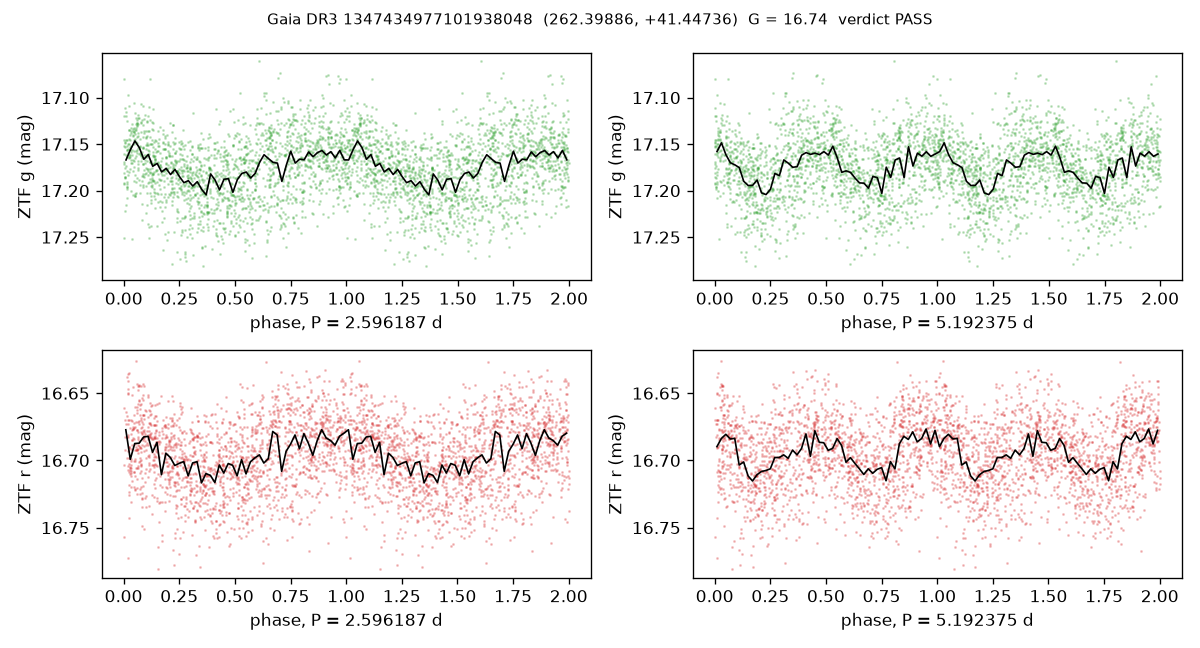 Gaia DR3 1347434977101938048 (262.39886, +41.44736) G = 16.74 verdict PASS
ZTF g (mag)
17.10
17.15
17.20
17.25
0.00 0.25 0.50 0.75 1.00 1.25 1.50 1.75 2.00
phase, P = 2.596187 d
ZTF g (mag)
17.10
17.15
17.20
17.25
0.00 0.25 0.50 0.75 1.00 1.25 1.50 1.75 2.00
phase, P = 5.192375 d
ZTF r (mag)
16.65
16.70
16.75
0.00 0.25 0.50 0.75 1.00 1.25 1.50 1.75 2.00
phase, P = 2.596187 d
ZTF r (mag)
16.65
16.70
16.75
0.00 0.25 0.50 0.75 1.00 1.25 1.50 1.75 2.00
phase, P = 5.192375 d